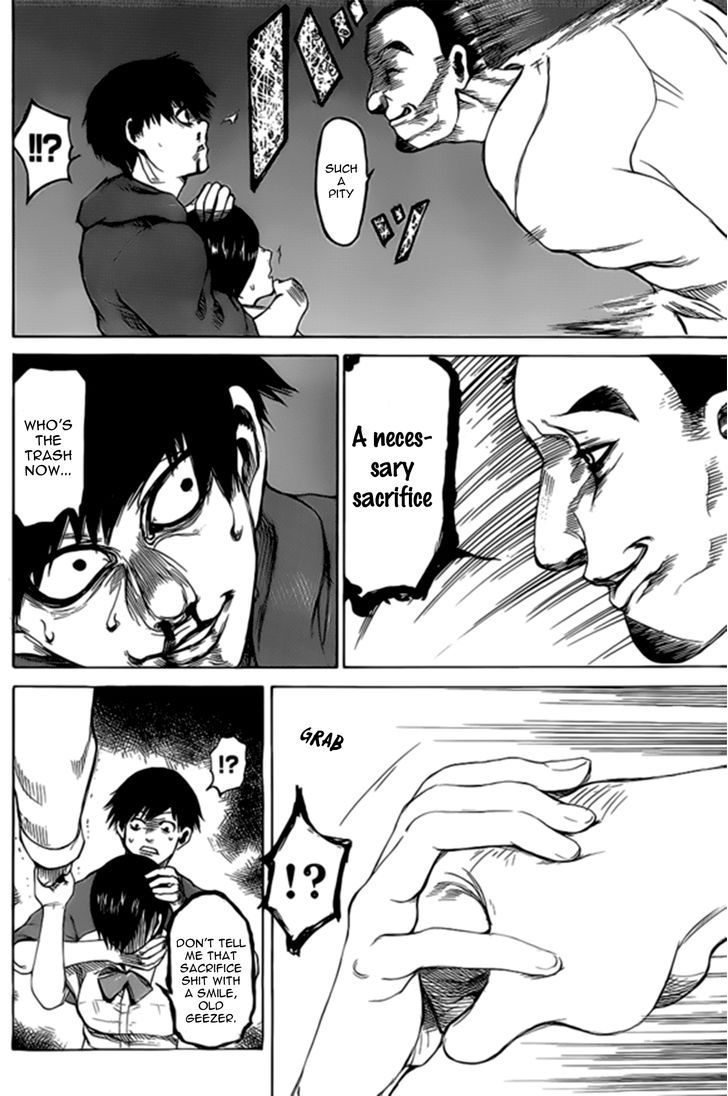 SUCH
A
PITY
!!?
ッ
A neces-
sary
sacrifice
WHO'S
THE
TRASH
NOW...
GRAB
!?
!?
DON'T TELL
ME THAT
SACRIFICE
SHIT WITH
A SMILE,
OLD
GEEZER.